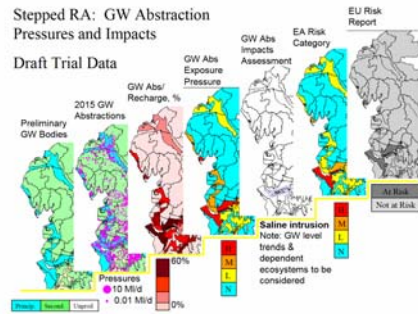 Stepped RA: GW Abstraction
Pressures and Impacts
Draft Trial Data
Preliminary
GW Bodies
2015 GW
Abstractions
GW Abs/
Recharge, %
GW Abs
Exposure
Pressure
GW Abs
Impacts
Assessment
EA Risk
Category
EU Risk
Report
Pressures
10 Ml/d
0.01 Ml/d
60%
0%
H
M
L
N
Saline intrusion
Note: GW level
trends &
dependent
ecosystems to be
considered
H
M
L
N
At Risk
Not at Risk
Princip.
Second.
Unprod